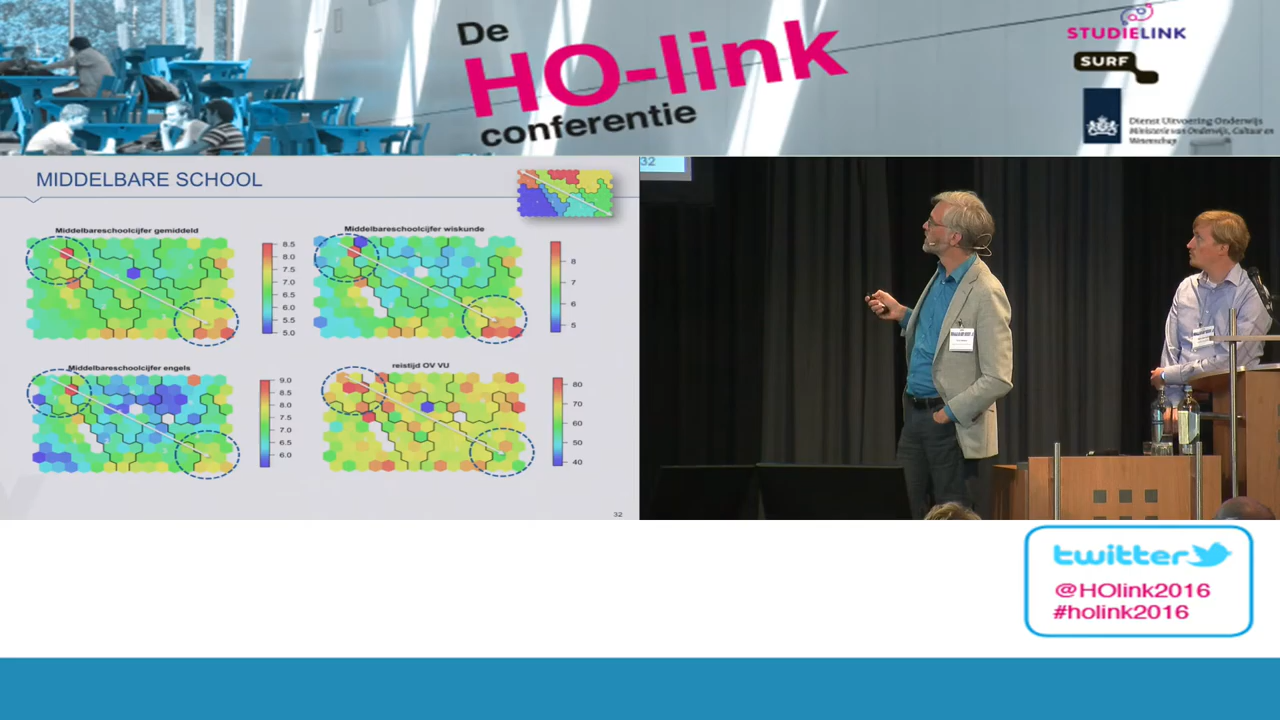 De
HO-link
conferentie
STUDIELINK
SURF
Dienst Uitvoering Onderwijs
Ministerie van Onderwijs, Cultuur en
Wetenschap
MIDDELBARE SCHOOL
Middelbareschoolcijfer gemiddeld
8.5
8.0
7.5
7.0
6.5
6.0
5.5
5.0
Middelbareschoolcijfer wiskunde
8
7
6
5
Middelbareschoolcijfer engels
9.0
8.5
8.0
7.5
7.0
6.5
6.0
reistijd OV VU
80
70
60
50
40
32
32
twitter
@HOlink2016
#holink2016